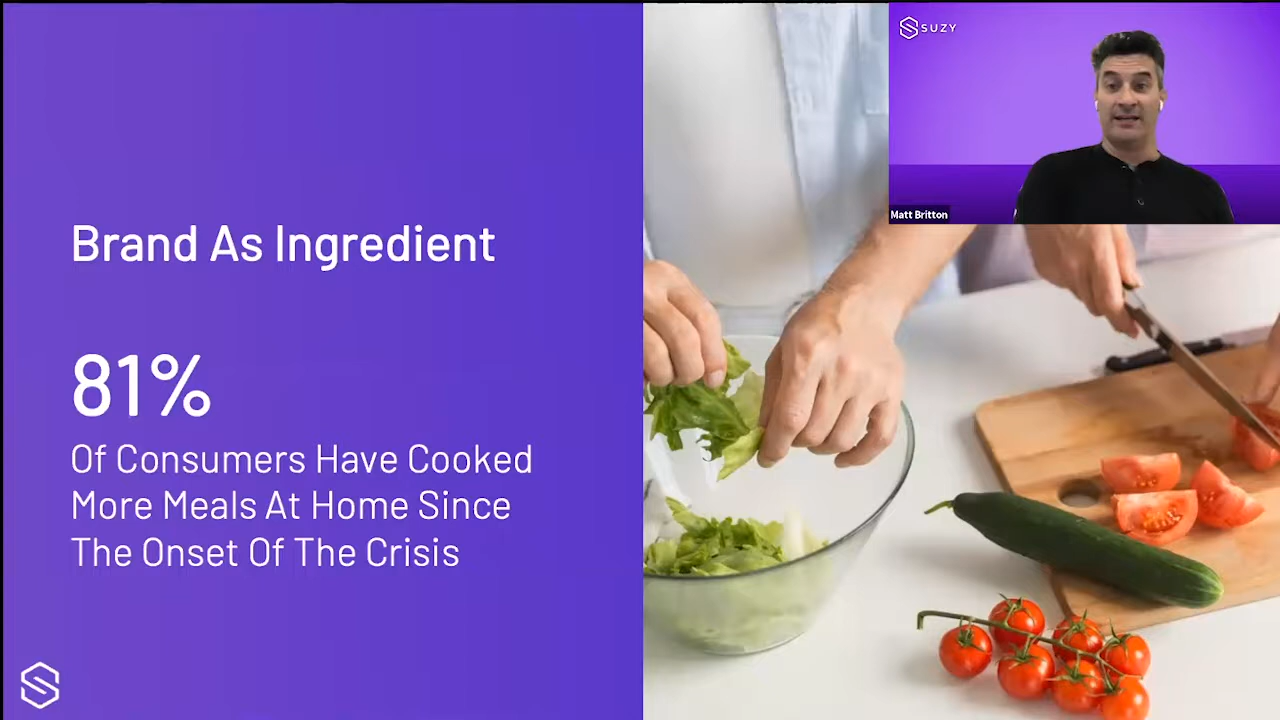 Brand As Ingredient
81%
Of Consumers Have Cooked
More Meals At Home Since
The Onset Of The Crisis
SUZY
Matt Britton